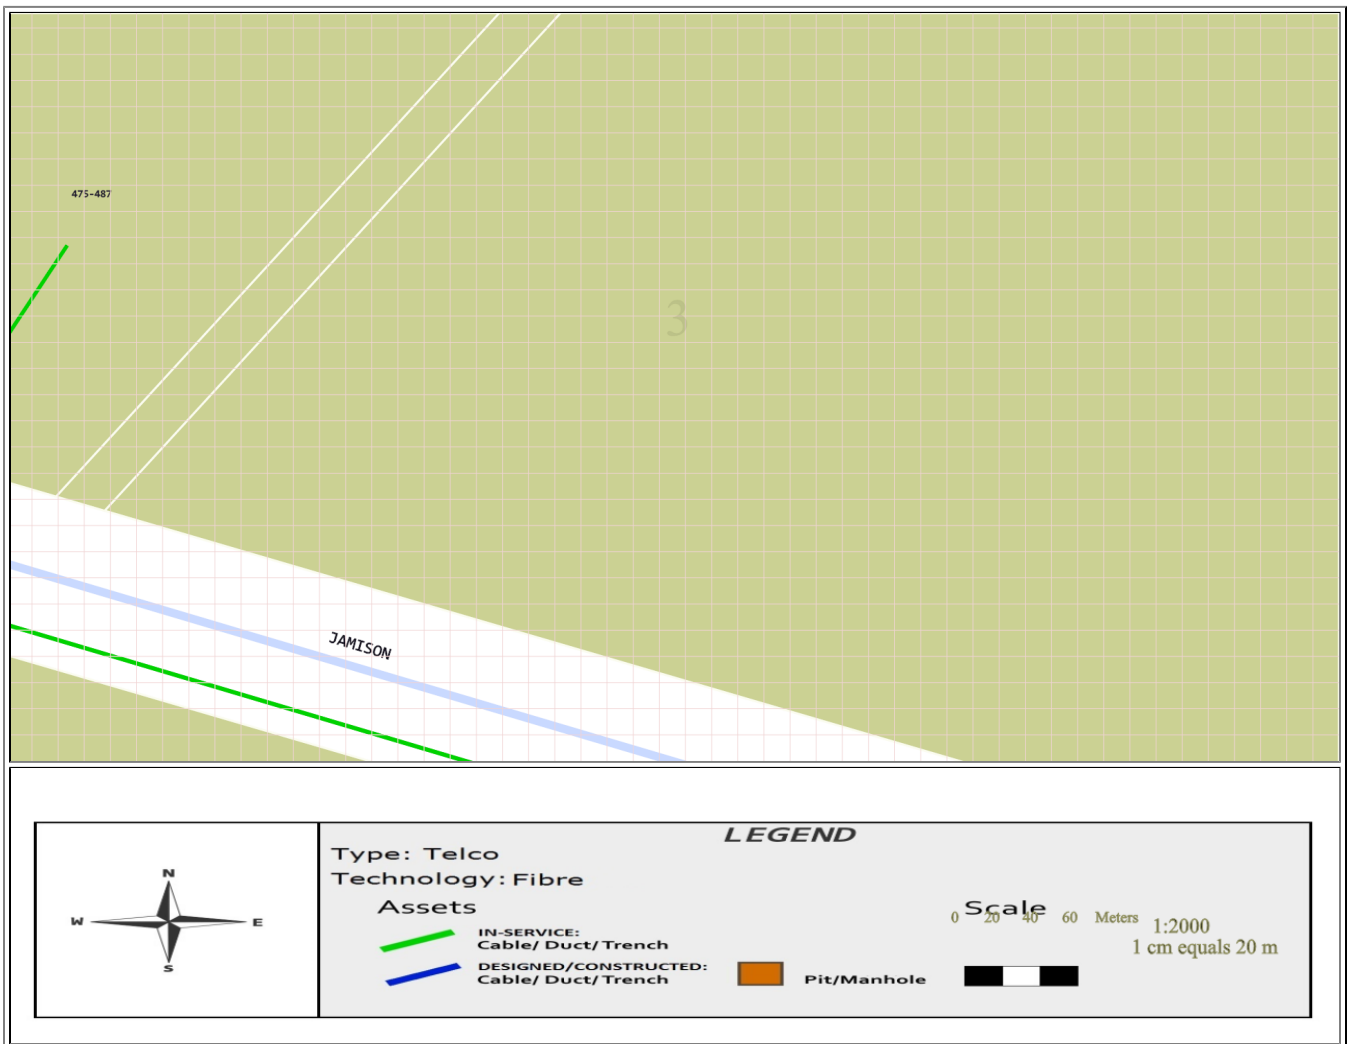 475-487
3
JAMISON
LEGEND
Type: Telco
Technology: Fibre
Assets
Scale
0 20 40 60 Meters
1:2000
1 cm equals 20 m
IN-SERVICE:
Cable/ Duct/ Trench
DESIGNED/CONSTRUCTED:
Cable/ Duct/ Trench
Pit/Manhole
N
W
E
S